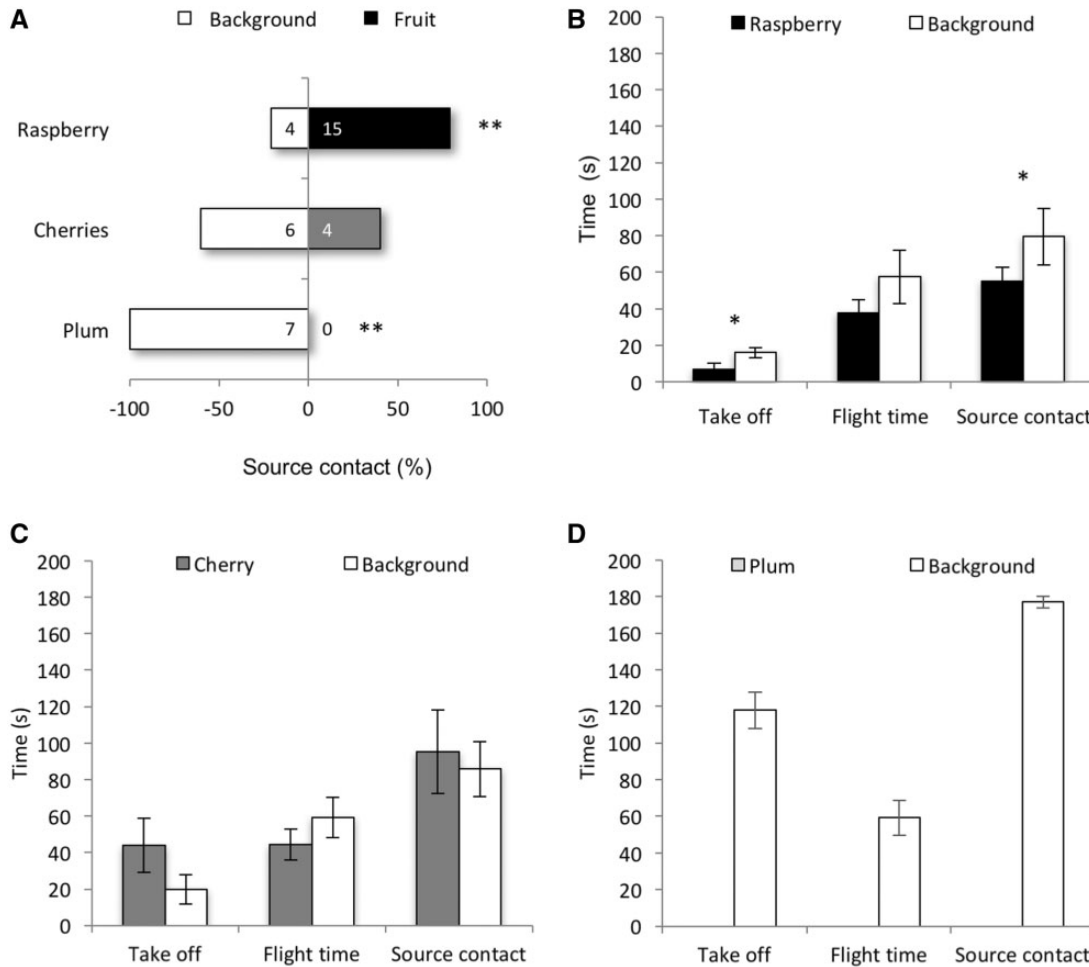 A
Background Fruit
Raspberry 4 15 **
Cherries 6 4
Plum 7 0 **
-100 -50 0 50 100
Source contact (%)
B
Raspberry Background
200
180
160
140
120
100
80
60
40
20
0
Time (s)
*
*
Take off Flight time Source contact
C
Cherry Background
200
180
160
140
120
100
80
60
40
20
0
Time (s)
Take off Flight time Source contact
D
Plum Background
200
180
160
140
120
100
80
60
40
20
0
Time (s)
Take off Flight time Source contact